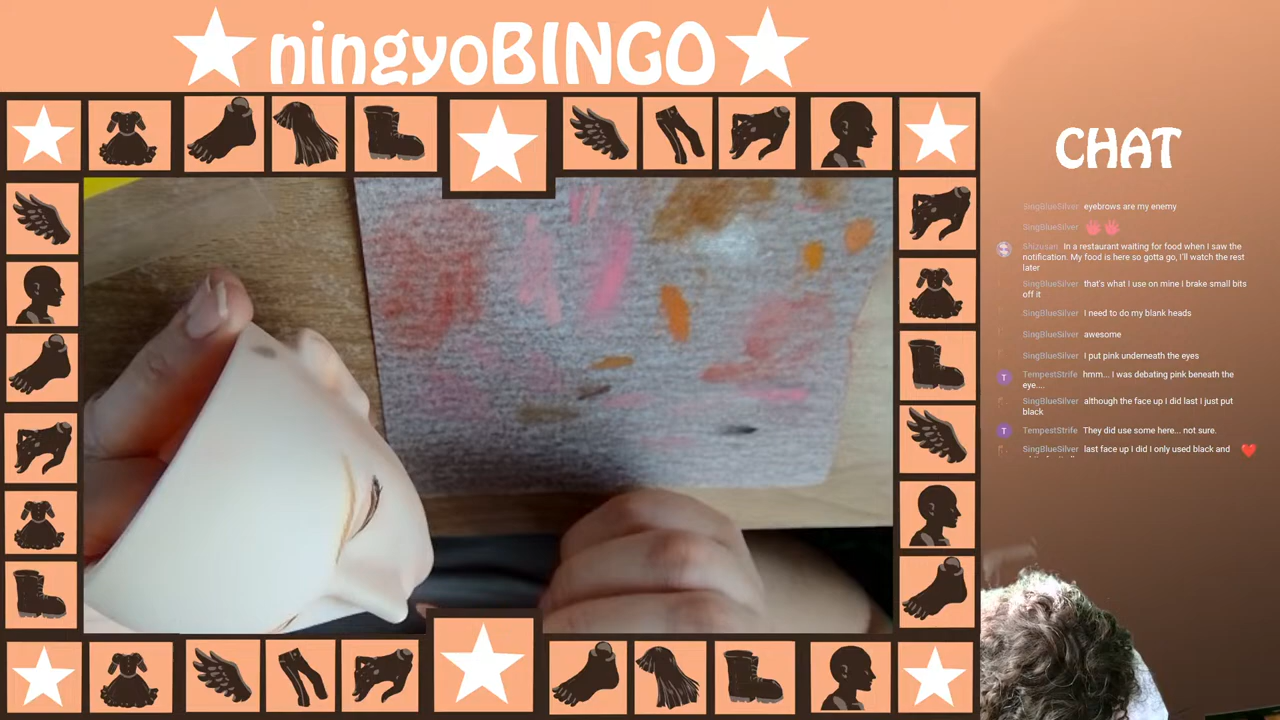 ningyoBINGO
CHAT
SingBlueSilver eyebrows are my enemy
SingBlueSilver
Shizusan In a restaurant waiting for food when I saw the
notification. My food is here so gotta go, I'll watch the rest
later
SingBlueSilver that's what I use on mine I brake small bits
off it
SingBlueSilver I need to do my blank heads
SingBlueSilver awesome
SingBlueSilver I put pink underneath the eyes
T TempestStrife hmm... I was debating pink beneath the
eye....
SingBlueSilver although the face up I did last I just put
black
T TempestStrife They did use some here... not sure.
SingBlueSilver last face up I did I only used black and